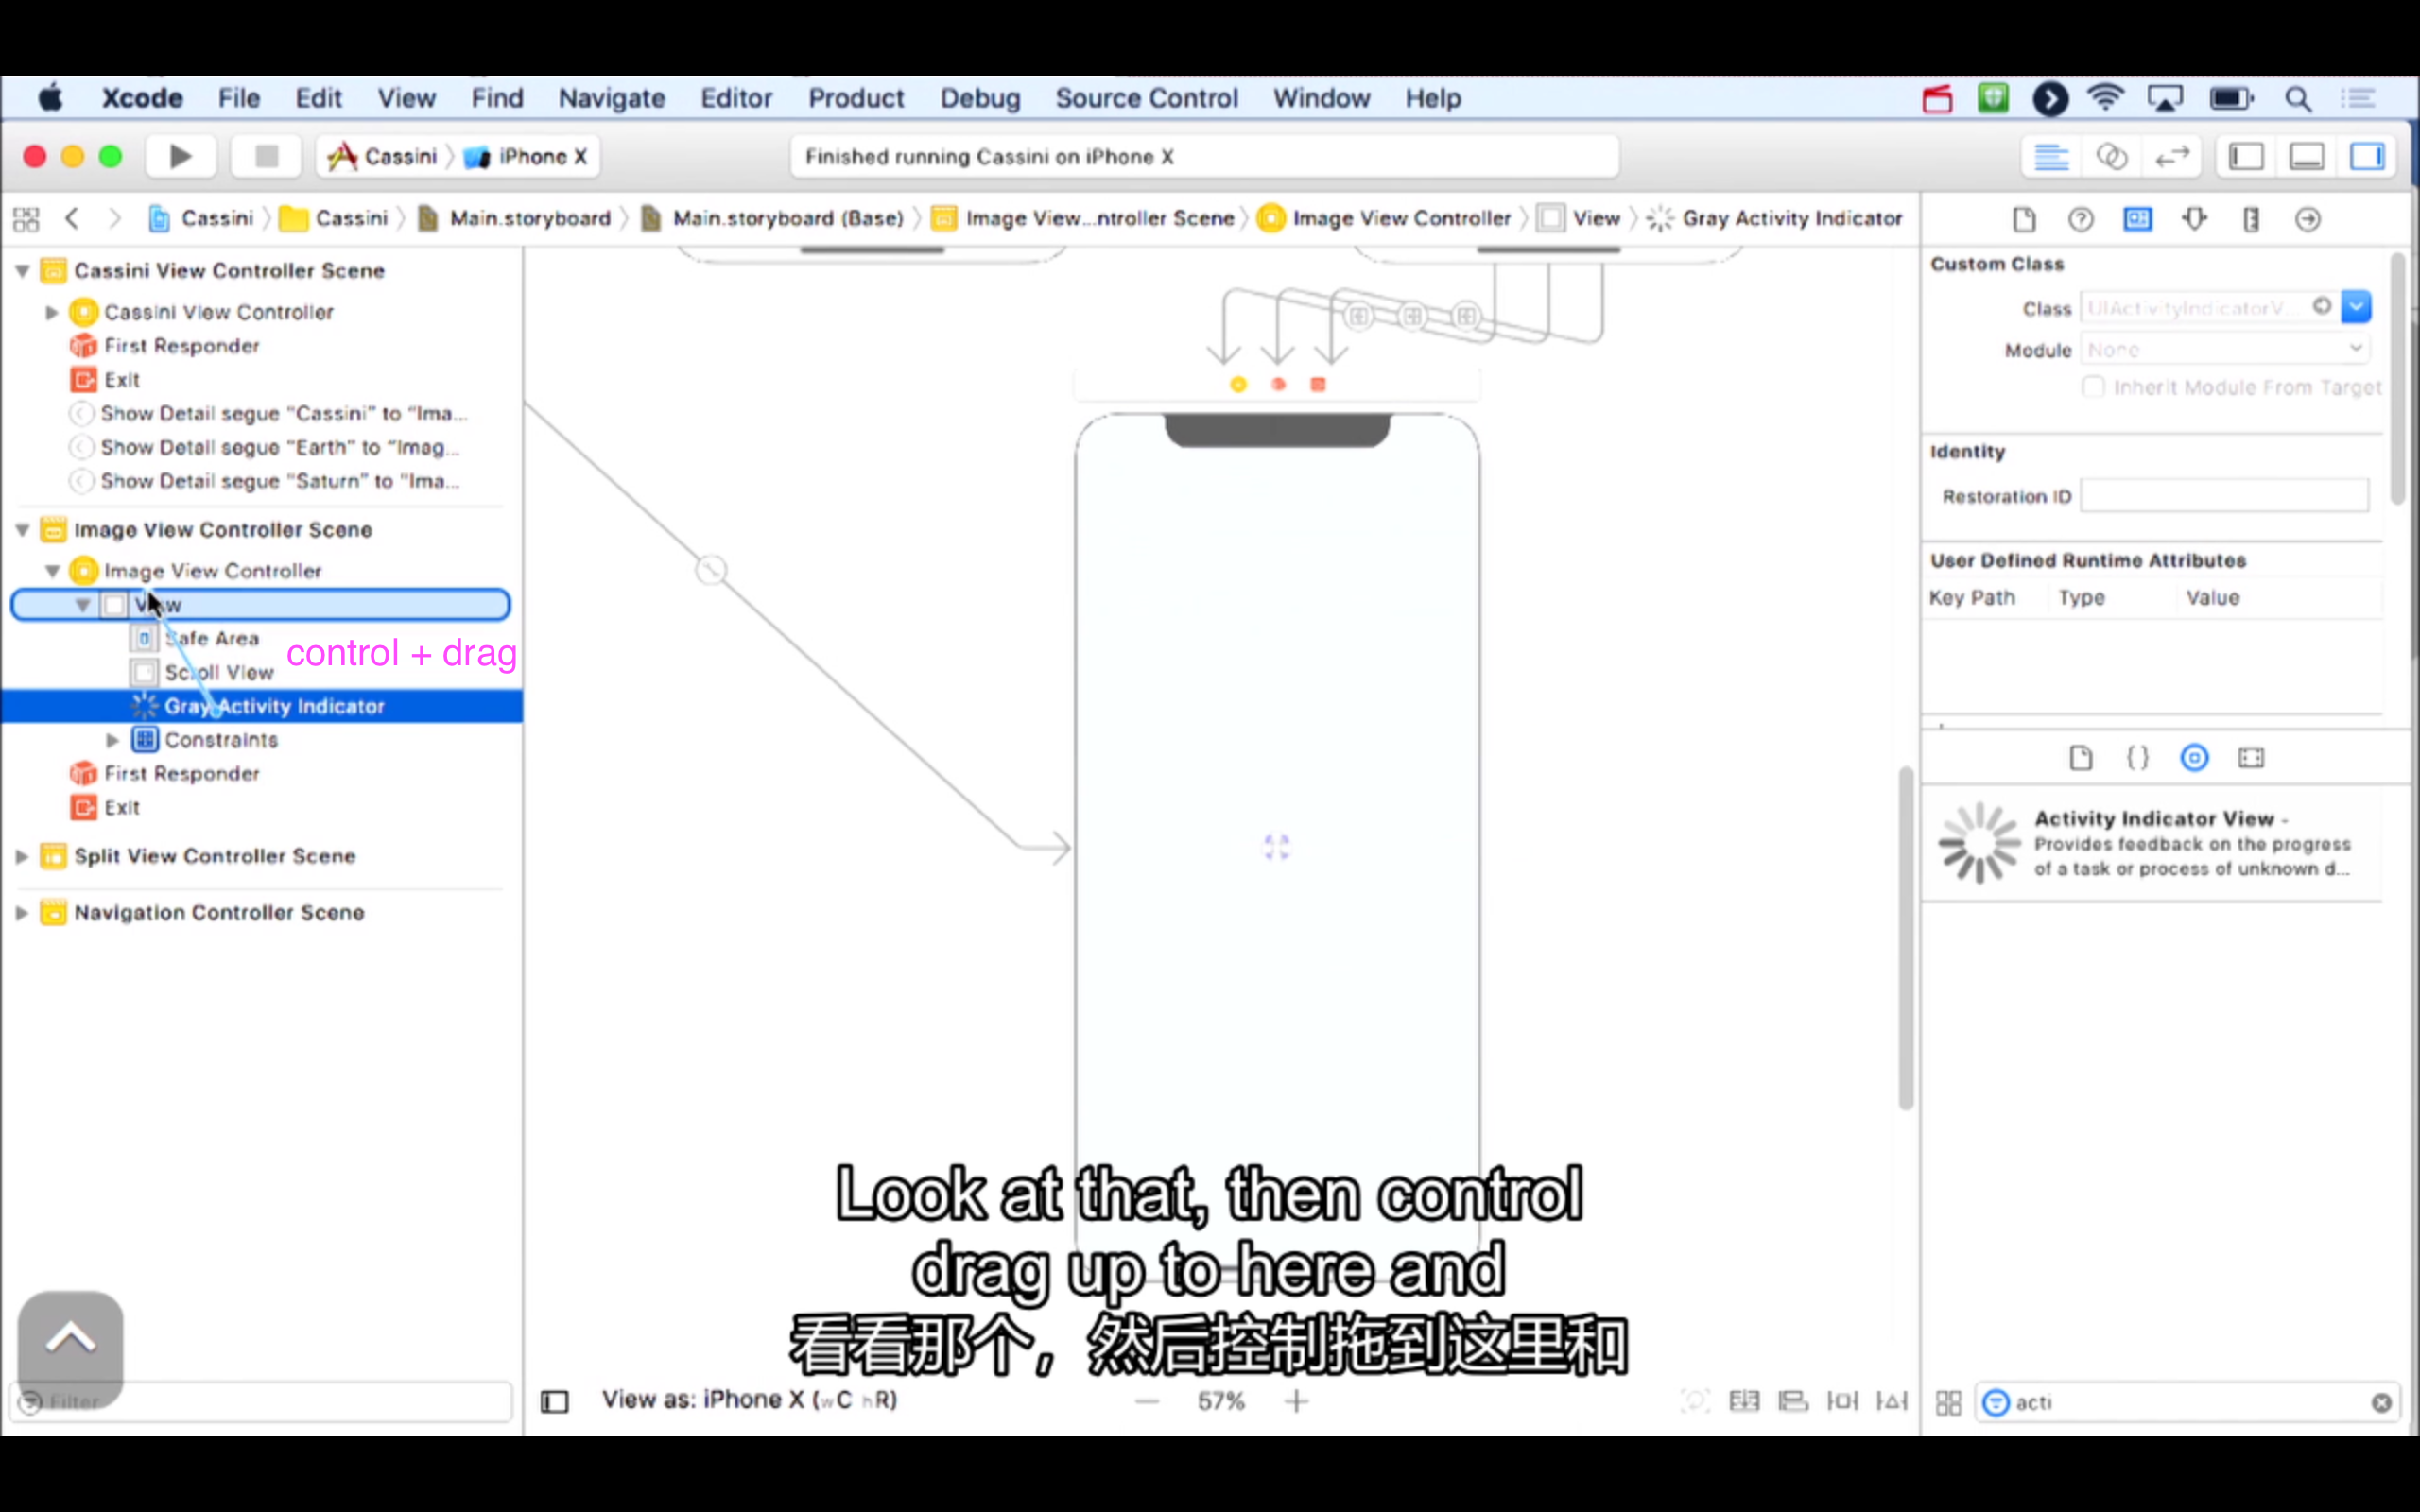 Xcode File Edit View Find Navigate Editor Product Debug Source Control Window Help
Cassini iPhone X
Finished running Cassini on iPhone X
Cassini Cassini Main.storyboard Main.storyboard (Base) Image View...ntroller Scene Image View Controller View Gray Activity Indicator
Cassini View Controller Scene
Cassini View Controller
First Responder
Exit
Show Detail segue "Cassini" to "Ima...
Show Detail segue "Earth" to "Imag...
Show Detail segue "Saturn" to "Ima...
Image View Controller Scene
Image View Controller
View
Safe Area
control + drag
Scroll View
Gray Activity Indicator
Constraints
First Responder
Exit
Split View Controller Scene
Navigation Controller Scene
Filter
Custom Class
Class UIActivityIndicatorV...
Module None
Inherit Module From Target
Identity
Restoration ID
User Defined Runtime Attributes
Key Path Type Value
{ }
Activity Indicator View -
Provides feedback on the progress
of a task or process of unknown d...
Look at that, then control
drag up to here and
看看那个，然后控制拖到这里和
View as: iPhone X (wC hR)
— 57% +
acti